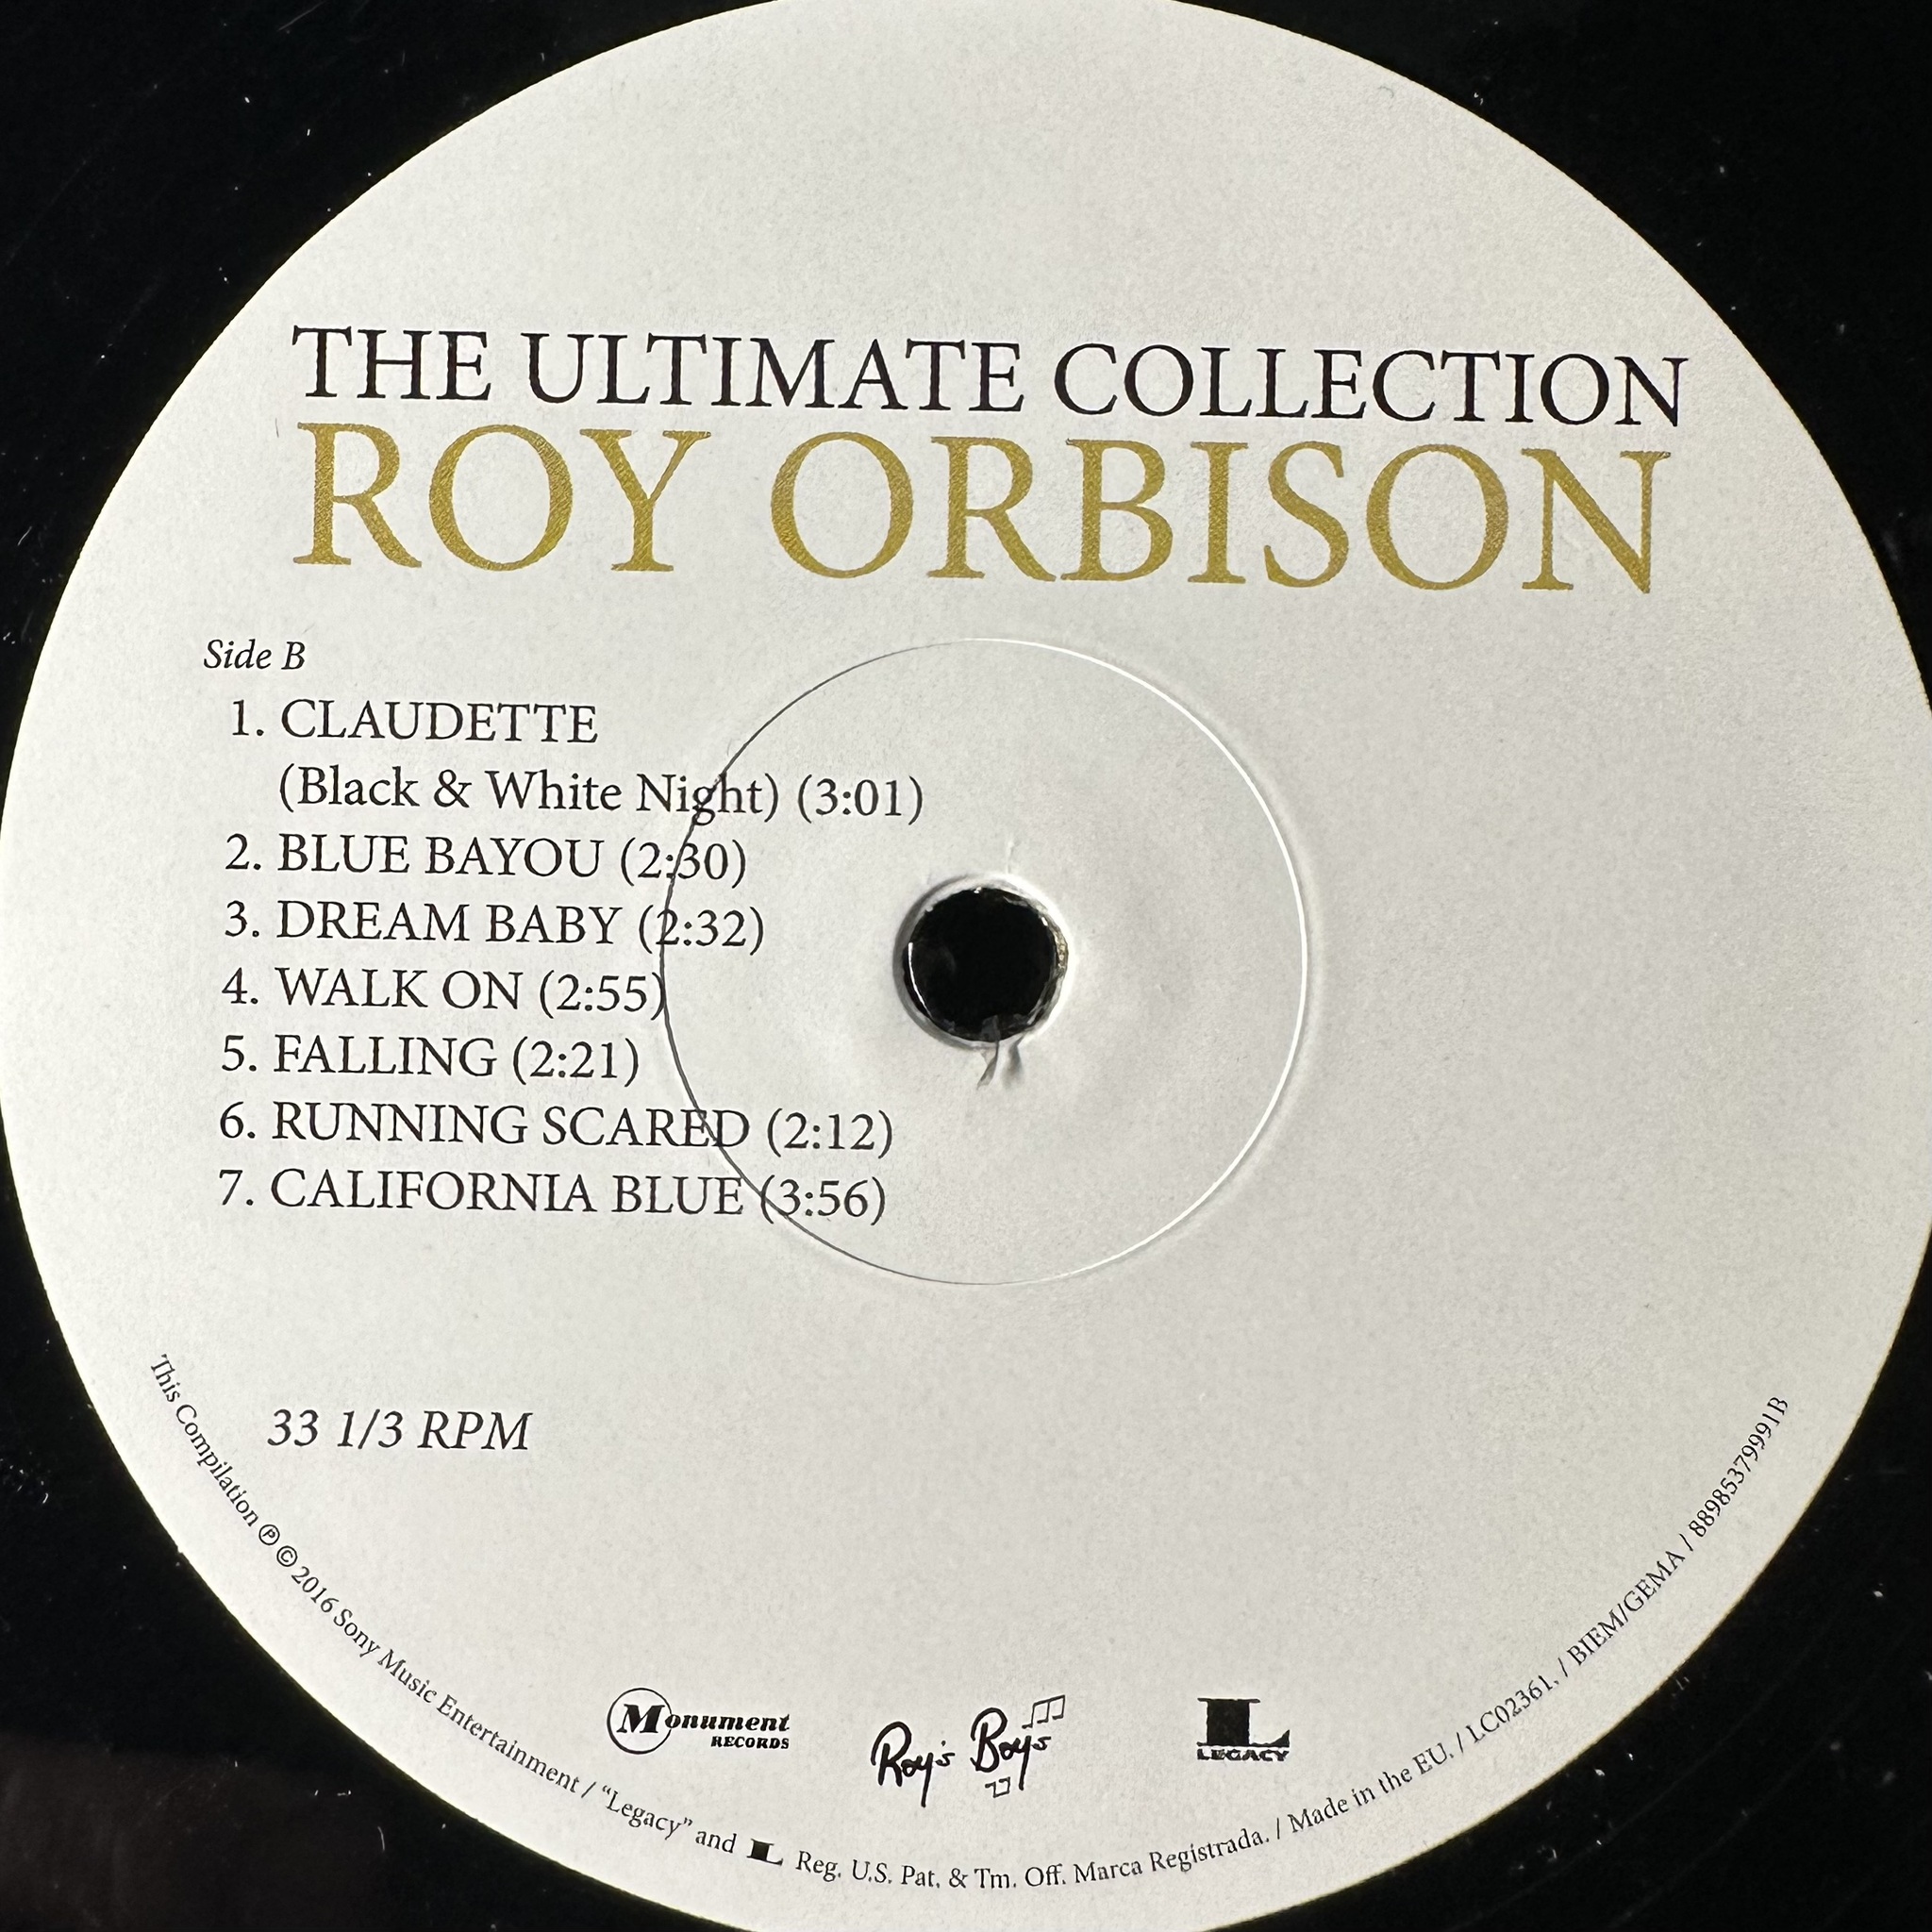 THE ULTIMATE COLLECTION
ROY ORBISON
Side B
1. CLAUDETTE
(Black & White Night) (3:01)
2. BLUE BAYOU (2:30)
3. DREAM BABY (2:32)
4. WALK ON (2:55)
5. FALLING (2:21)
6. RUNNING SCARED (2:12)
7. CALIFORNIA BLUE (3:56)
33 1/3 RPM
Monument
RECORDS
Roy's Boys
L
LEGACY
This Compilation ℗ © 2016 Sony Music Entertainment / “Legacy” and L Reg. U.S. Pat. & Tm. Off. Marca Registrada. / Made in the EU. / LC02361. / BIEM/GEMA / 88985379991B